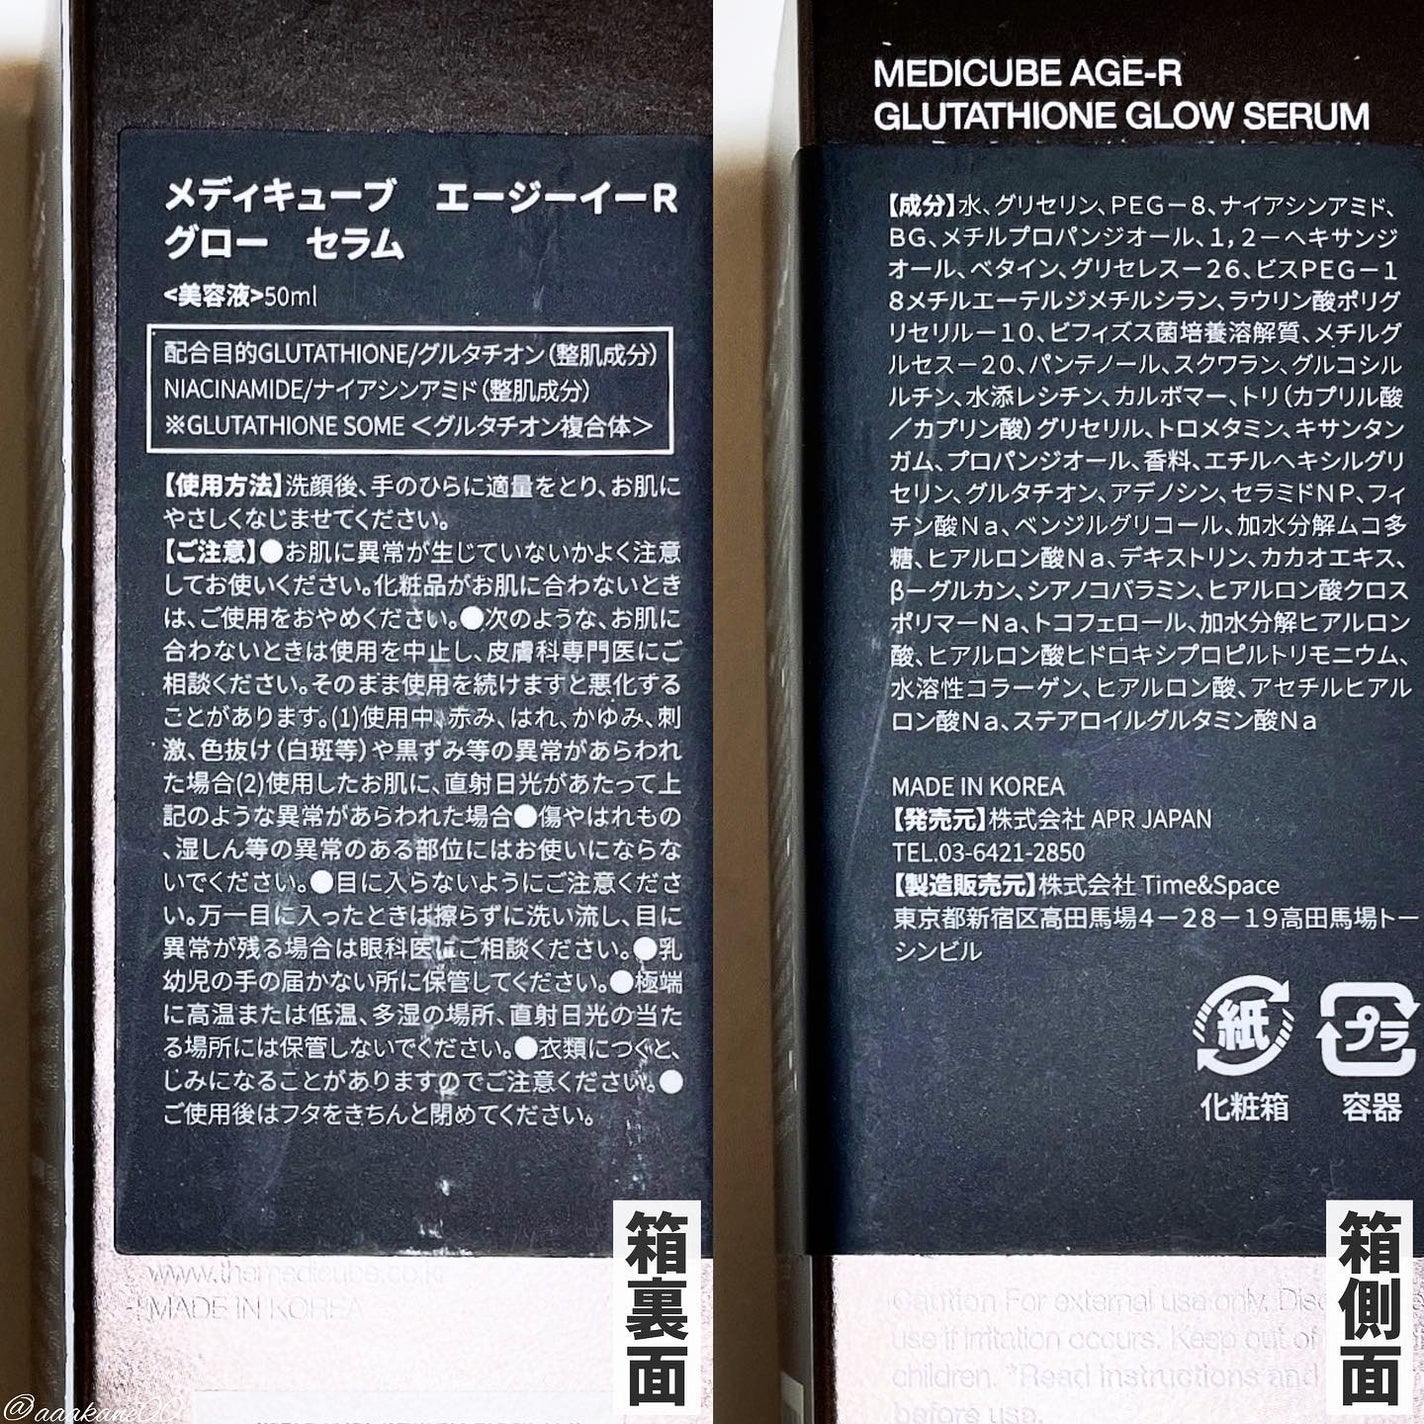 メディキューブ エージーイーR
グロー セラム
<美容液>50ml
配合目的GLUTATHIONE/グルタチオン(整肌成分)
NIACINAMIDE/ナイアシンアミド(整肌成分)
※GLUTATHIONE SOME<グルタチオン複合体>
【使用方法】洗顔後、手のひらに適量をとり、お肌に
やさしくなじませてください。
【ご注意】●お肌に異常が生じていないかよく注意
してお使いください。化粧品がお肌に合わないとき
は、ご使用をおやめください。●次のような、お肌に
合わないときは使用を中止し、皮膚科専門医にご
相談ください。そのまま使用を続けますと悪化する
ことがあります。(1)使用中、赤み、はれ、かゆみ、刺
激、色抜け(白斑等)や黒ずみ等の異常があらわれ
た場合(2)使用したお肌に、直射日光があたって上
記のような異常があらわれた場合●傷やはれもの
、湿しん等の異常のある部位にはお使いにならな
いでください。●目に入らないようにご注意くださ
い。万一目に入ったときは擦らずに洗い流し、目に
異常が残る場合は眼科医にご相談ください。●乳
幼児の手の届かない所に保管してください。●極端
に高温または低温、多湿の場所、直射日光の当た
る場所には保管しないでください。●衣類につくと、
しみになることがありますのでご注意ください。●
ご使用後はフタをきちんと閉めてください。
www.themedicube.co.kr
MADE IN KOREA
箱裏面
@aaakane00
MEDICUBE AGE-R
GLUTATHIONE GLOW SERUM
【成分】水、グリセリン、PEG-8、ナイアシンアミド、
BG、メチルプロパンジオール、1,2-ヘキサンジ
オール、ベタイン、グリセレス-26、ビスPEG-1
8メチルエーテルジメチルシラン、ラウリン酸ポリグ
リセリル-10、ビフィズス菌培養溶解質、メチルグ
ルセス-20、パンテノール、スクワラン、グルコシル
ルチン、水添レシチン、カルボマー、トリ(カプリル酸
/カプリン酸)グリセリル、トロメタミン、キサンタン
ガム、プロパンジオール、香料、エチルヘキシルグリ
セリン、グルタチオン、アデノシン、セラミドNP、フィ
チン酸Na、ベンジルグリコール、加水分解ムコ多
糖、ヒアルロン酸Na、デキストリン、カカオエキス、
β-グルカン、シアノコバラミン、ヒアルロン酸クロス
ポリマーNa、トコフェロール、加水分解ヒアルロン
酸、ヒアルロン酸ヒドロキシプロピルトリモニウム、
水溶性コラーゲン、ヒアルロン酸、アセチルヒアル
ロン酸Na、ステアロイルグルタミン酸Na
MADE IN KOREA
【発売元】株式会社 APR JAPAN
TEL.03-6421-2850
【製造販売元】株式会社 Time&Space
東京都新宿区高田馬場4-28-19高田馬場トー
シンビル
紙 プラ
化粧箱 容器
Caution For external use only. Disc
use if irritation occurs. Keep out of
children. *Read instructions and
before use.
箱側面